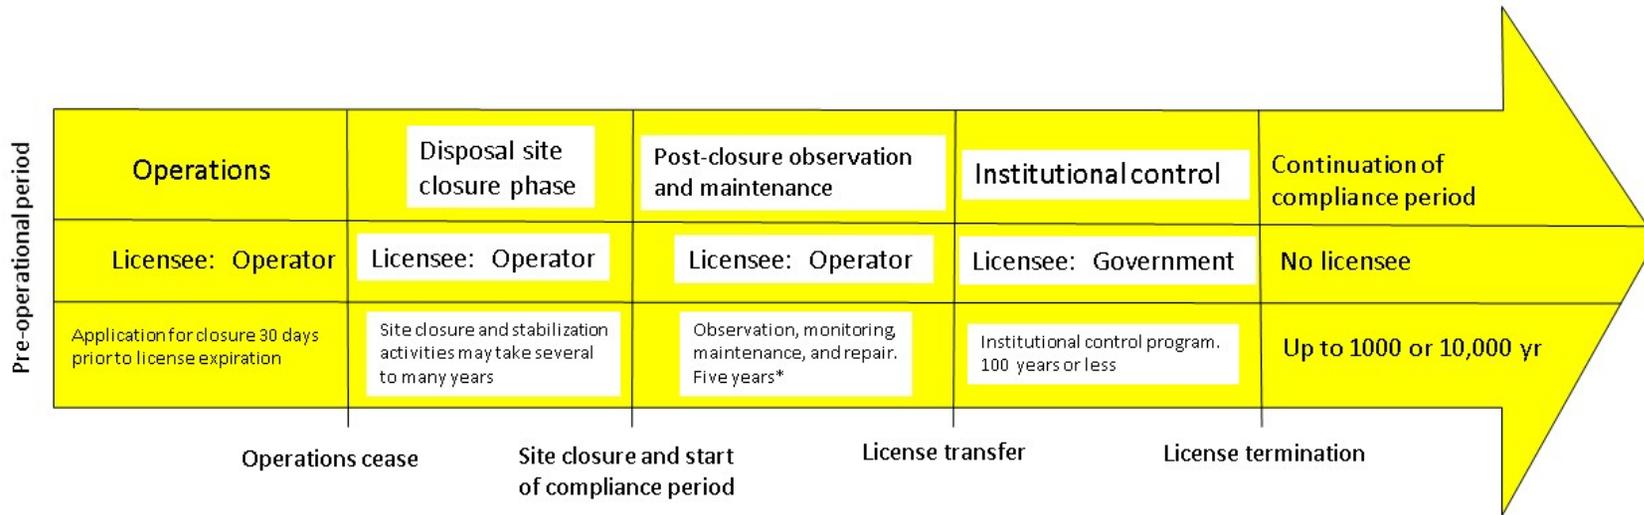 Pre-operational period
Operations
Disposal site
closure phase
Post-closure observation
and maintenance
Institutional control
Continuation of
compliance period
Licensee: Operator
Licensee: Operator
Licensee: Operator
Licensee: Government
No licensee
Application for closure 30 days
prior to license expiration
Site closure and stabilization
activities may take several
to many years
Observation, monitoring,
maintenance, and repair.
Five years*
Institutional control program.
100 years or less
Up to 1000 or 10,000 yr
Operations cease
Site closure and start
of compliance period
License transfer
License termination